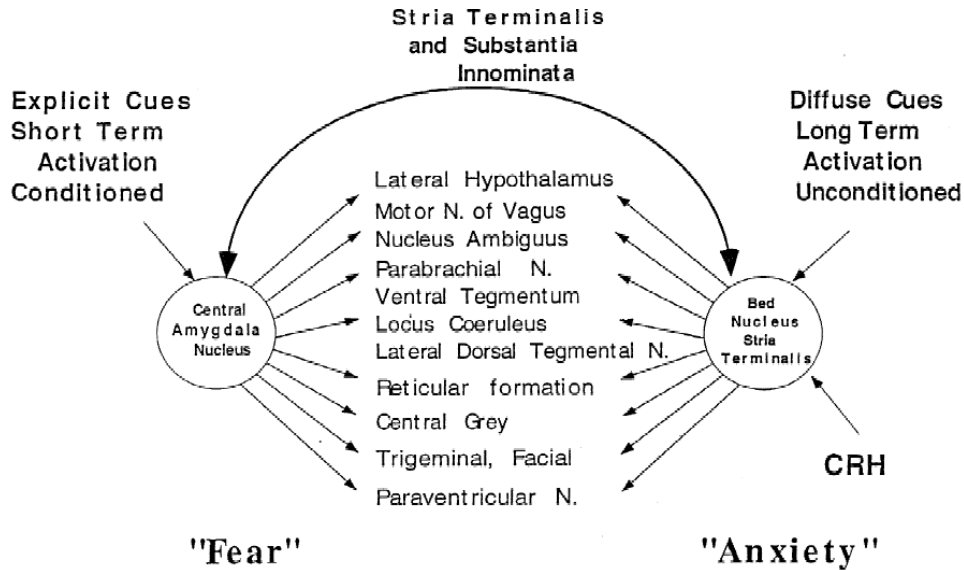 Stria Terminalis
and Substantia
Innominata
Explicit Cues
Short Term
Activation
Conditioned
Diffuse Cues
Long Term
Activation
Unconditioned
Lateral Hypothalamus
Motor N. of Vagus
Nucleus Ambiguus
Parabrachial N.
Ventral Tegmentum
Locus Coeruleus
Lateral Dorsal Tegmental N.
Reticular formation
Central Grey
Trigeminal, Facial
Paraventricular N.
Central
Amygdala
Nucleus
Bed
Nucleus
Stria
Terminalis
CRH
"Fear"
"Anxiety"